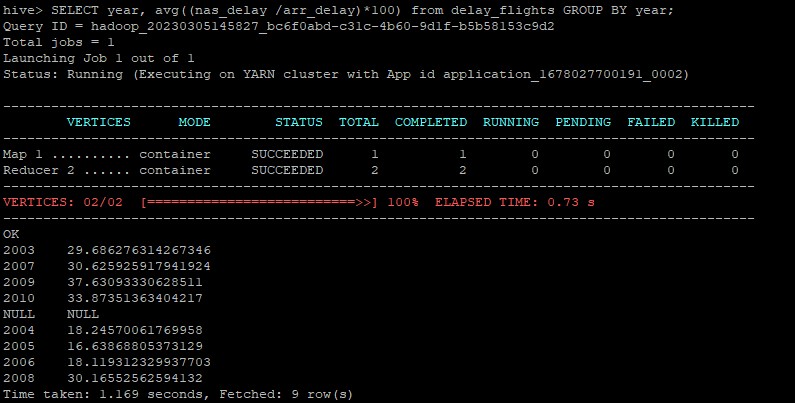 hive> SELECT year, avg((nas_delay /arr_delay)*100) from delay_flights GROUP BY year;
Query ID = hadoop_20230305145827_bc6f0abd-c31c-4b60-9d1f-b5b58153c9d2
Total jobs = 1
Launching Job 1 out of 1
Status: Running (Executing on YARN cluster with App id application_1678027700191_0002)
----------------------------------------------------------------------------------------------
VERTICES MODE STATUS TOTAL COMPLETED RUNNING PENDING FAILED KILLED
----------------------------------------------------------------------------------------------
Map 1 .......... container SUCCEEDED 1 1 0 0 0 0
Reducer 2 ...... container SUCCEEDED 2 2 0 0 0 0
----------------------------------------------------------------------------------------------
VERTICES: 02/02 [==========================>>] 100% ELAPSED TIME: 0.73 s
----------------------------------------------------------------------------------------------
OK
2003 29.686276314267346
2007 30.625925917941924
2009 37.63093330628511
2010 33.87351363404217
NULL NULL
2004 18.24570061769958
2005 16.63868805373129
2006 18.119312329937703
2008 30.16552562594132
Time taken: 1.169 seconds, Fetched: 9 row(s)